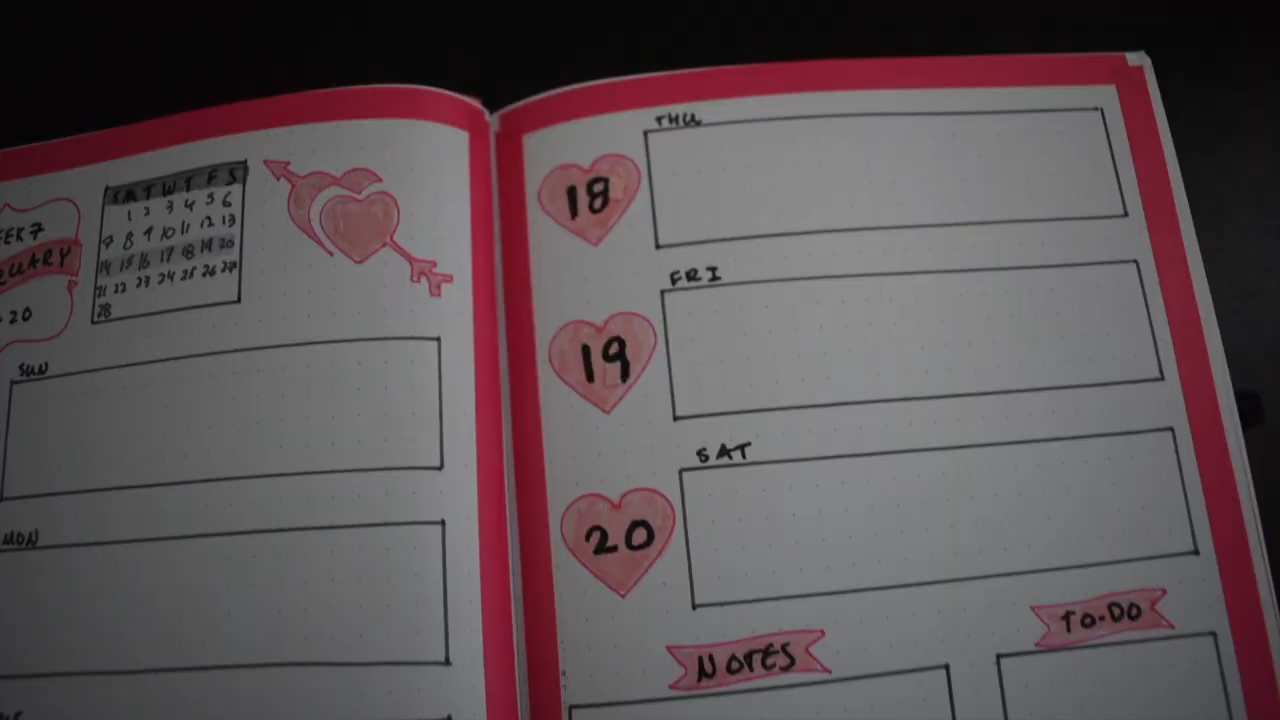 EEK 7
RUARY
- 20
S M T W T F S
1 2 3 4 5 6
7 8 9 10 11 12 13
14 15 16 17 18 19 20
21 22 23 24 25 26 27
28
SUN
MON
THU
18
FRI
19
SAT
20
NOTES
TO-DO